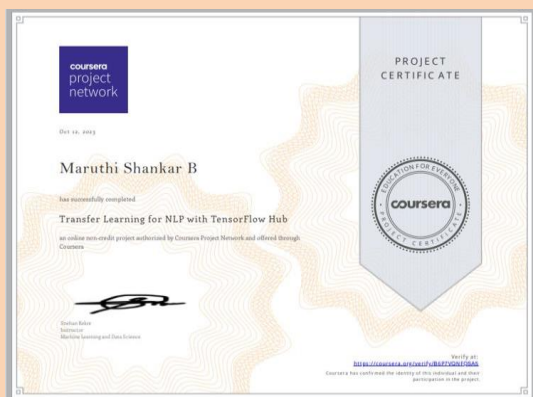 coursera
project
network
Oct 12, 2023
Maruthi Shankar B
has successfully completed
Transfer Learning for NLP with TensorFlow Hub
an online non-credit project authorized by Coursera Project Network and offered through
Coursera
Instructor
Machine Learning and Data Science
PROJECT
CERTIFICATE
EDUCATION FOR EVERYONE
coursera
PROJECT CERTIFICATE
Verify at:
Coursera has confirmed the identity of this individual and their
participation in the project.